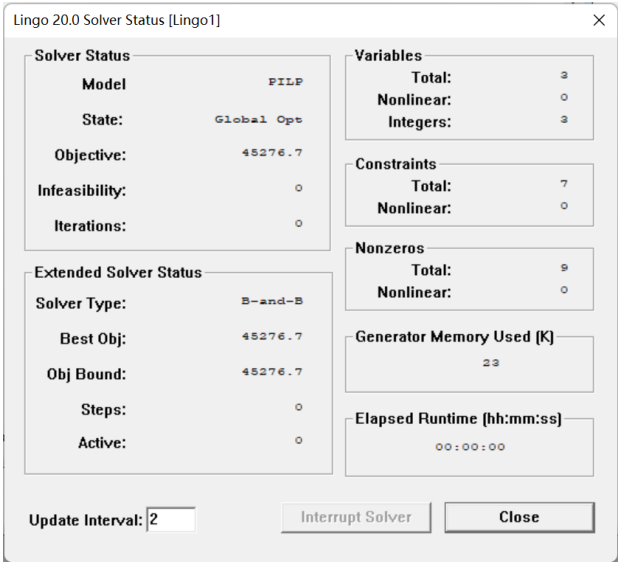 Lingo 20.0 Solver Status [Lingo1]
Solver Status
Model PILP
State: Global Opt
Objective: 45276.7
Infeasibility: 0
Iterations: 0
Extended Solver Status
Solver Type: B-and-B
Best Obj: 45276.7
Obj Bound: 45276.7
Steps: 0
Active: 0
Variables
Total: 3
Nonlinear: 0
Integers: 3
Constraints
Total: 7
Nonlinear: 0
Nonzeros
Total: 9
Nonlinear: 0
Generator Memory Used (K)
23
Elapsed Runtime (hh:mm:ss)
00:00:00
Update Interval: 2
Interrupt Solver
Close